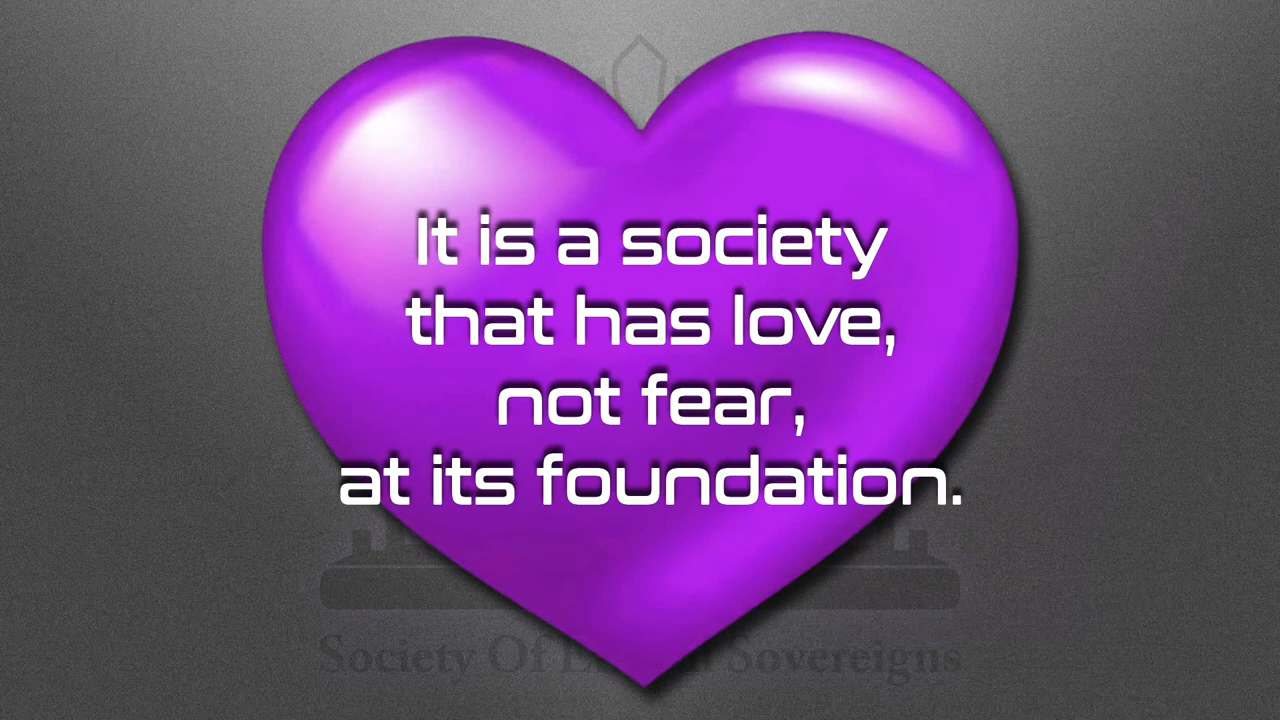 It is a society
that has love,
not fear,
at its foundation.
Society Of Sovereigns